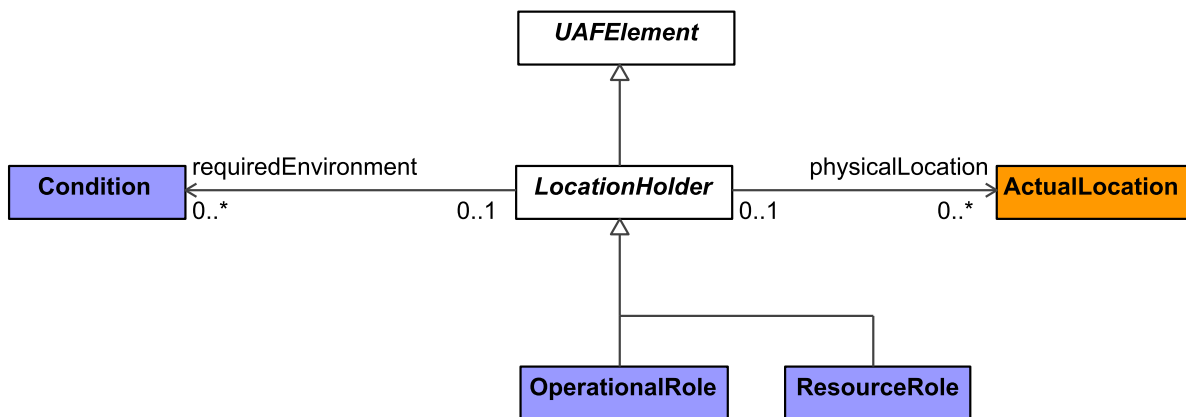 UAFElement
requiredEnvironment
physicalLocation
Condition
LocationHolder
ActualLocation
0..*
0..1
0..1
0..*
OperationalRole
ResourceRole